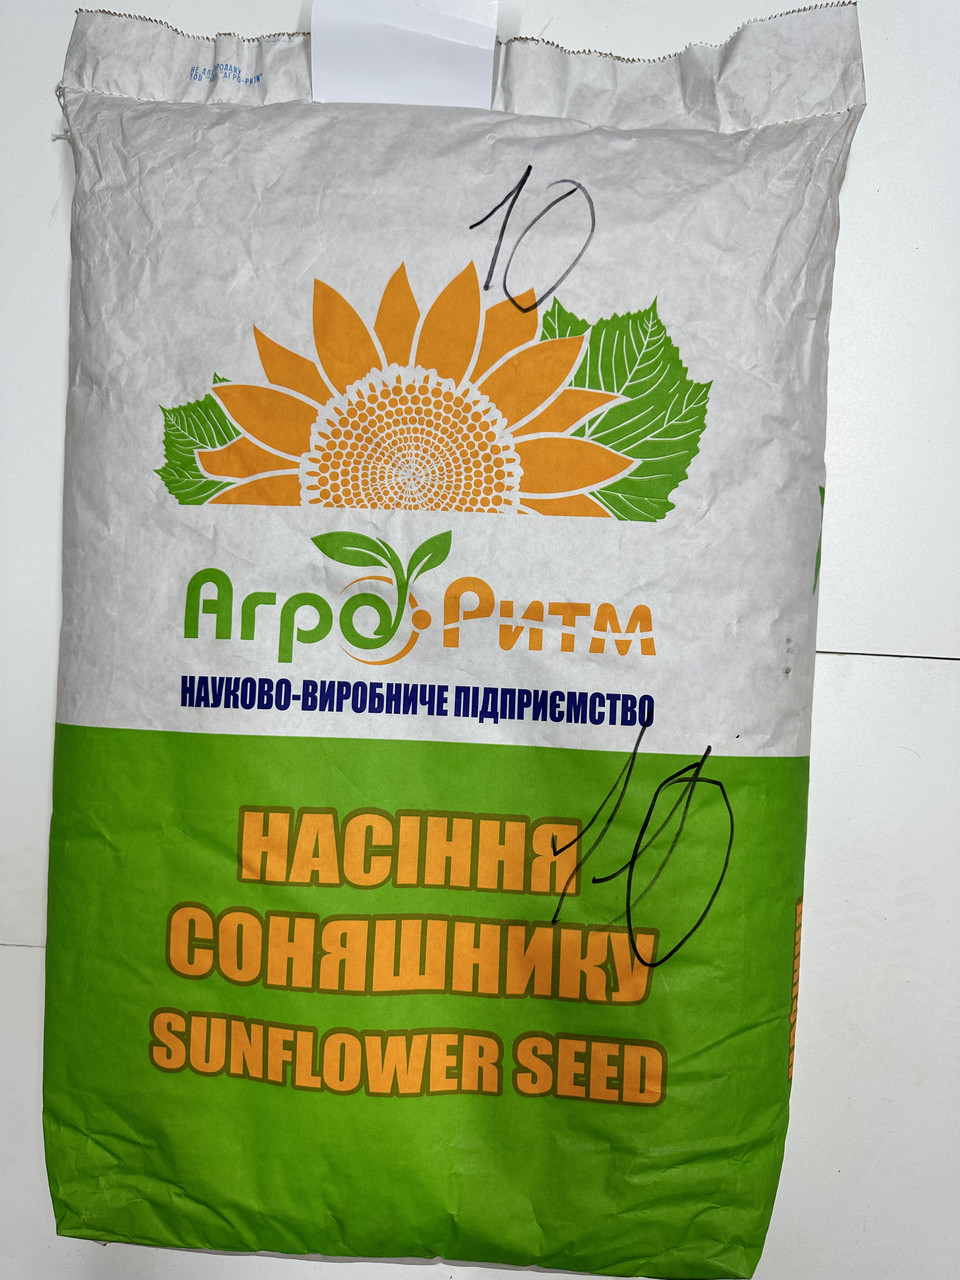 10
Агро Ритм
НАУКОВО-ВИРОБНИЧЕ ПІДПРИЄМСТВО
10
НАСІННЯ
СОНЯШНИКУ
SUNFLOWER SEED